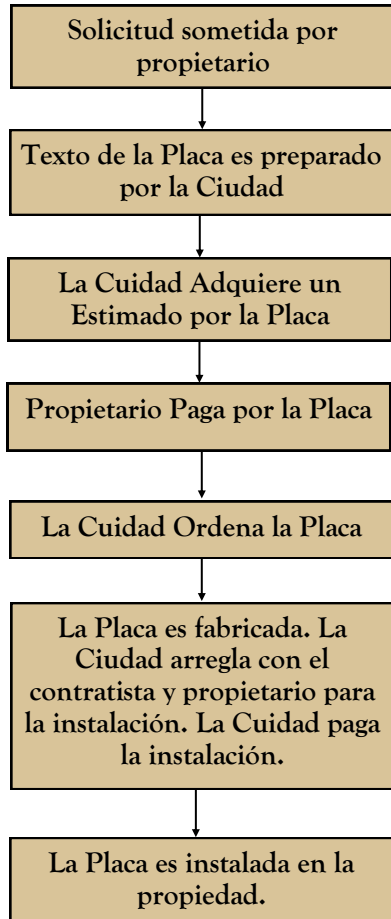 Solicitud sometida por
propietario
Texto de la Placa es preparado
por la Ciudad
La Cuidad Adquiere un
Estimado por la Placa
Propietario Paga por la Placa
La Cuidad Ordena la Placa
La Placa es fabricada. La
Ciudad arregla con el
contratista y propietario para
la instalación. La Cuidad paga
la instalación.
La Placa es instalada en la
propiedad.